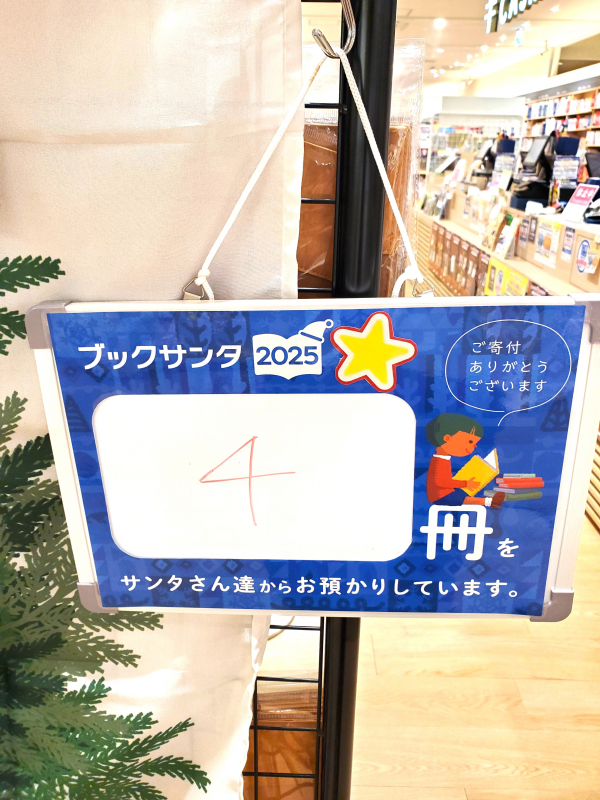 ブックサンタ 2025
ご寄付
ありがとう
ございます
4
冊を
サンタさん達からお預かりしています。